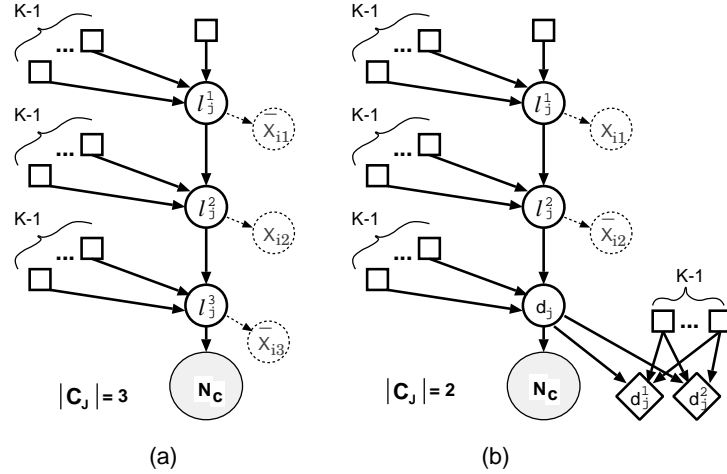 K-1
...
l_j^1
X̄_i1
K-1
...
l_j^2
X_i2
K-1
...
l_j^3
X̄_i3
N_C
|C_J| = 3
(a)
K-1
...
l_j^1
X_i1
K-1
...
l_j^2
X̄_i2
K-1
...
d_j
K-1
...
N_C
d_j^1
d_j^2
|C_J| = 2
(b)